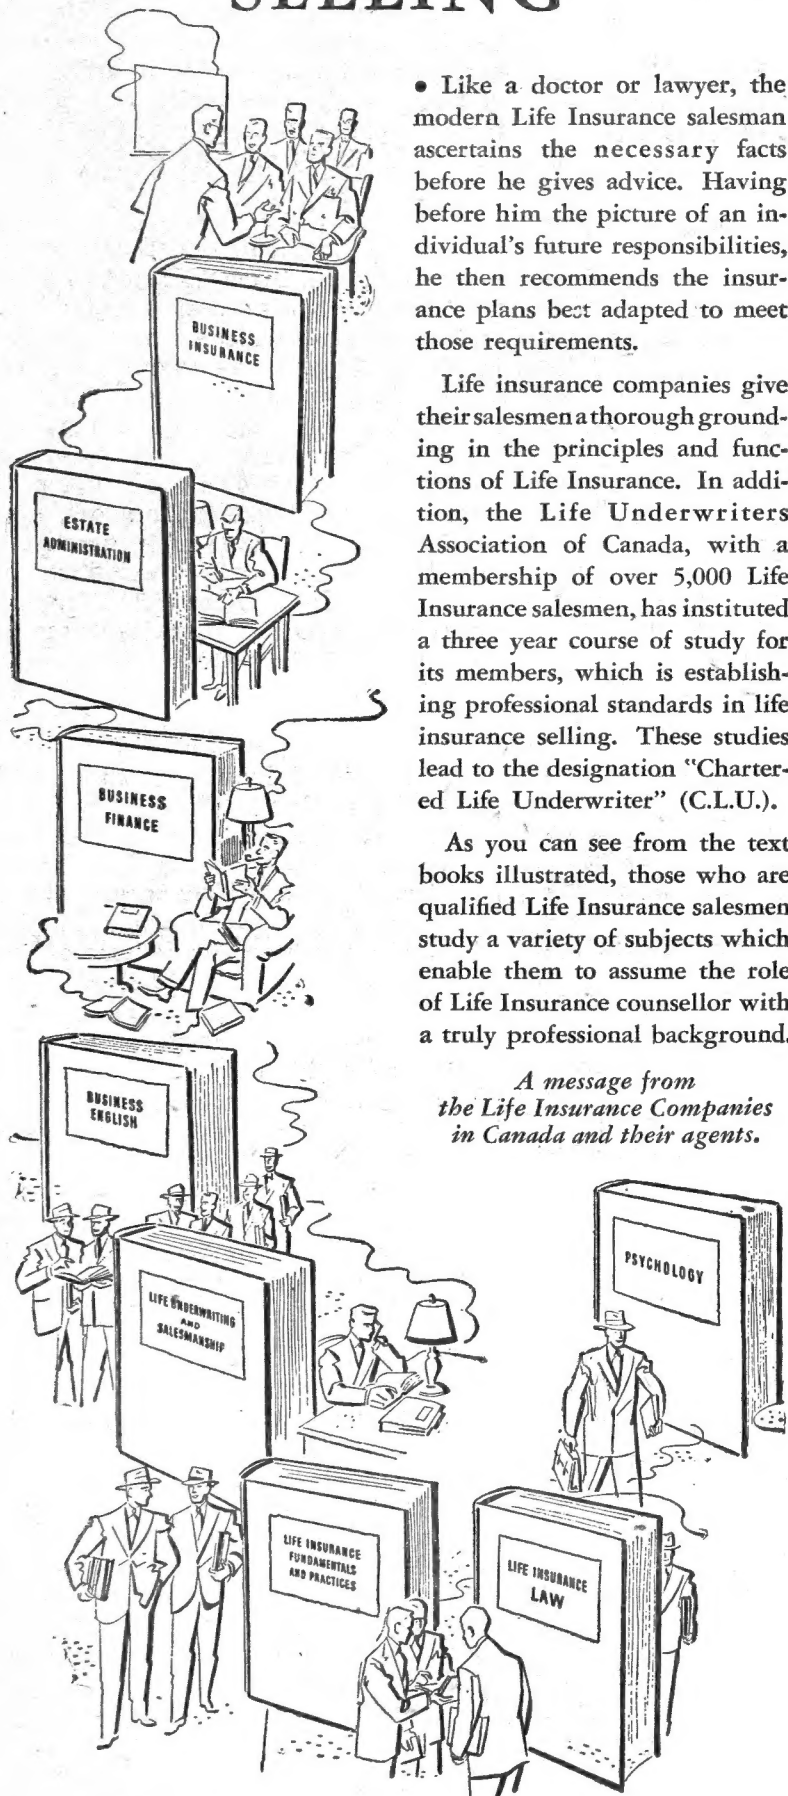 SELLING
• Like a doctor or lawyer, the
modern Life Insurance salesman
ascertains the necessary facts
before he gives advice. Having
before him the picture of an in-
dividual's future responsibilities,
he then recommends the insur-
ance plans best adapted to meet
those requirements.
Life insurance companies give
their salesmen a thorough ground-
ing in the principles and func-
tions of Life Insurance. In addi-
tion, the Life Underwriters
Association of Canada, with a
membership of over 5,000 Life
Insurance salesmen, has instituted
a three year course of study for
its members, which is establish-
ing professional standards in life
insurance selling. These studies
lead to the designation "Charter-
ed Life Underwriter" (C.L.U.).
As you can see from the text
books illustrated, those who are
qualified Life Insurance salesmen
study a variety of subjects which
enable them to assume the role
of Life Insurance counsellor with
a truly professional background.
A message from
the Life Insurance Companies
in Canada and their agents.
BUSINESS
INSURANCE
ESTATE
ADMINISTRATION
BUSINESS
FINANCE
BUSINESS
ENGLISH
LIFE UNDERWRITING
AND
SALESMANSHIP
PSYCHOLOGY
LIFE INSURANCE
FUNDAMENTALS
AND PRACTICES
LIFE INSURANCE
LAW